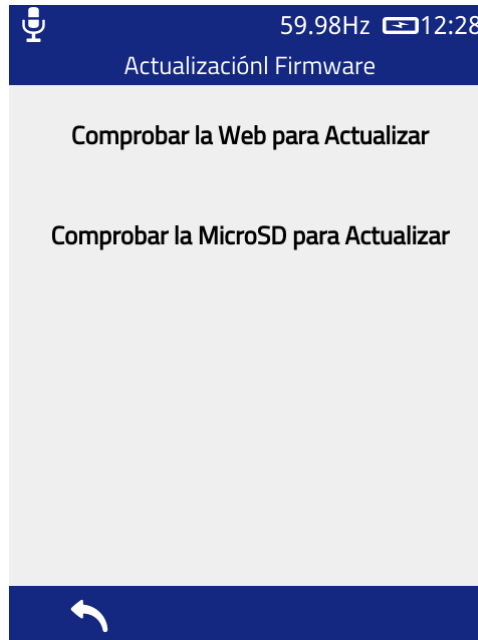 59.98Hz 12:28
Actualizaciónl Firmware
Comprobar la Web para Actualizar
Comprobar la MicroSD para Actualizar